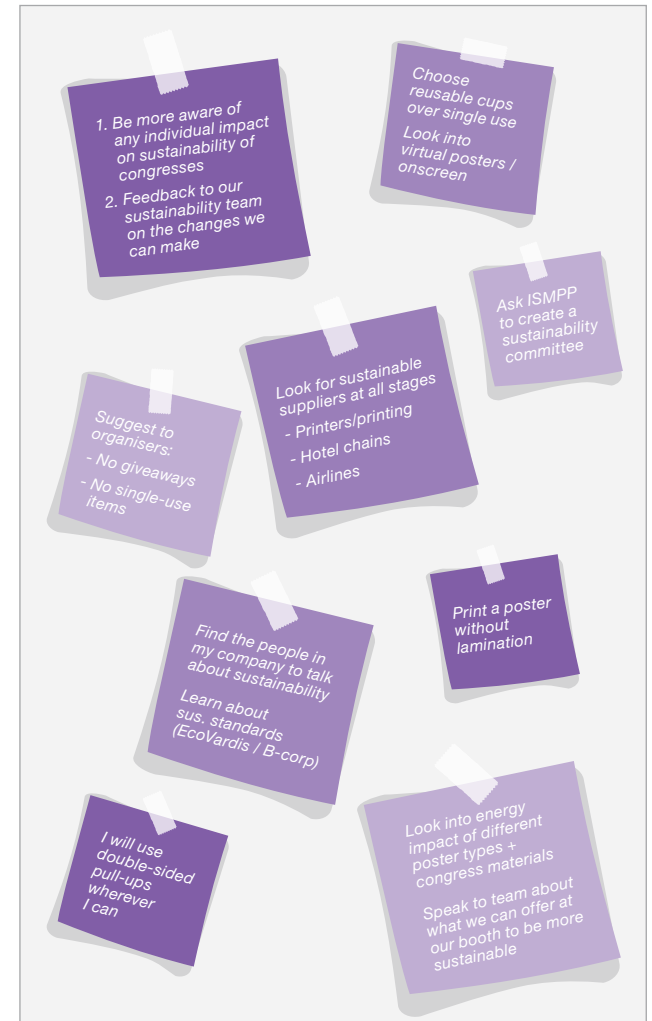 1. Be more aware of
any individual impact
on sustainability of
congresses
2. Feedback to our
sustainability team
on the changes we
can make
Choose
reusable cups
over single use
Look into
virtual posters /
onscreen
Ask ISMPP
to create a
sustainability
committee
Look for sustainable
suppliers at all stages
- Printers/printing
- Hotel chains
- Airlines
Suggest to
organisers:
- No giveaways
- No single-use
items
Print a poster
without
lamination
Find the people in
my company to talk
about sustainability
Learn about
sus. standards
(EcoVardis / B-corp)
I will use
double-sided
pull-ups
wherever
I can
Look into energy
impact of different
poster types +
congress materials
Speak to team about
what we can offer at
our booth to be more
sustainable